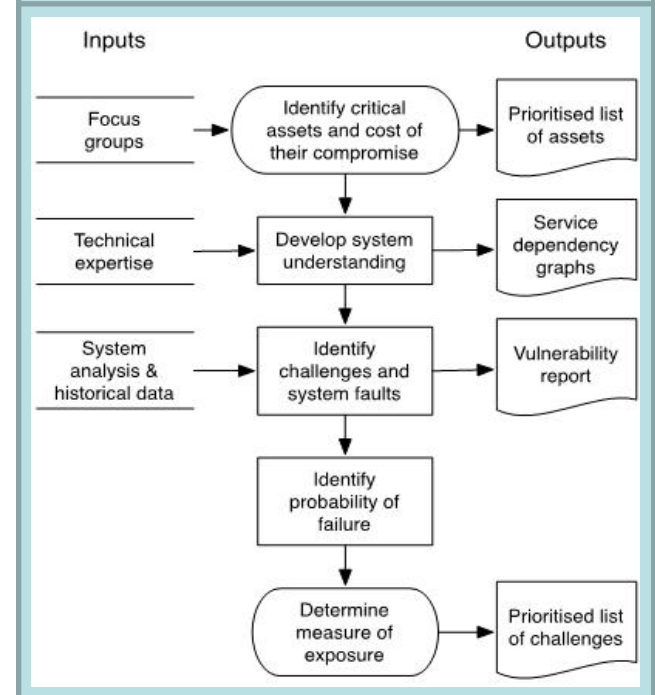 Inputs
Outputs
Focus
groups
Identify critical
assets and cost of
their compromise
Prioritised list
of assets
Technical
expertise
Develop system
understanding
Service
dependency
graphs
System
analysis &
historical data
Identify
challenges and
system faults
Vulnerability
report
Identify
probability of
failure
Determine
measure of
exposure
Prioritised list
of challenges